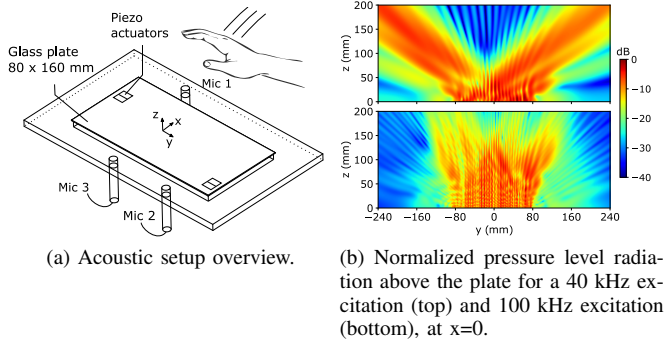 Piezo
actuators
Glass plate
80 x 160 mm
Mic 1
z
x
y
Mic 3
Mic 2
(a) Acoustic setup overview.
200
150
100
50
0
z (mm)
200
150
100
50
0
z (mm)
−240 −160 −80 0 80 160 240
y (mm)
dB
0
−10
−20
−30
−40
(b) Normalized pressure level radia-
tion above the plate for a 40 kHz ex-
citation (top) and 100 kHz excitation
(bottom), at x=0.